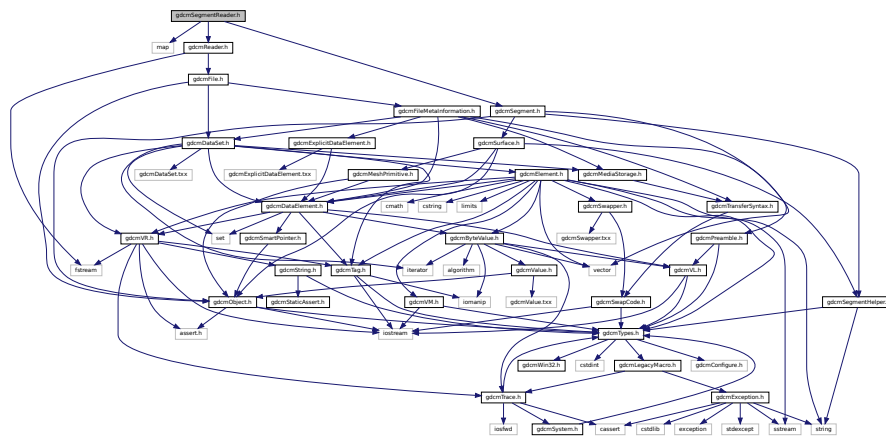 gdcmSegmentReader.h
map
gdcmReader.h
gdcmFile.h
gdcmFileMetaInformation.h
gdcmSegment.h
gdcmDataSet.h
gdcmExplicitDataElement.h
gdcmSurface.h
gdcmDataSet.txx
gdcmExplicitDataElement.txx
gdcmMeshPrimitive.h
gdcmElement.h
gdcmMediaStorage.h
gdcmDataElement.h
cmath
cstring
limits
gdcmSwapper.h
gdcmTransferSyntax.h
gdcmVR.h
set
gdcmSmartPointer.h
gdcmByteValue.h
gdcmSwapper.txx
gdcmPreamble.h
fstream
gdcmString.h
gdcmTag.h
iterator
algorithm
gdcmValue.h
vector
gdcmVL.h
gdcmObject.h
gdcmStaticAssert.h
gdcmVM.h
iomanip
gdcmValue.txx
gdcmSwapCode.h
gdcmSegmentHelper.h
assert.h
iostream
gdcmTypes.h
gdcmWin32.h
cstdint
gdcmLegacyMacro.h
gdcmConfigure.h
gdcmTrace.h
gdcmException.h
iosfwd
gdcmSystem.h
cassert
cstdlib
exception
stdexcept
sstream
string